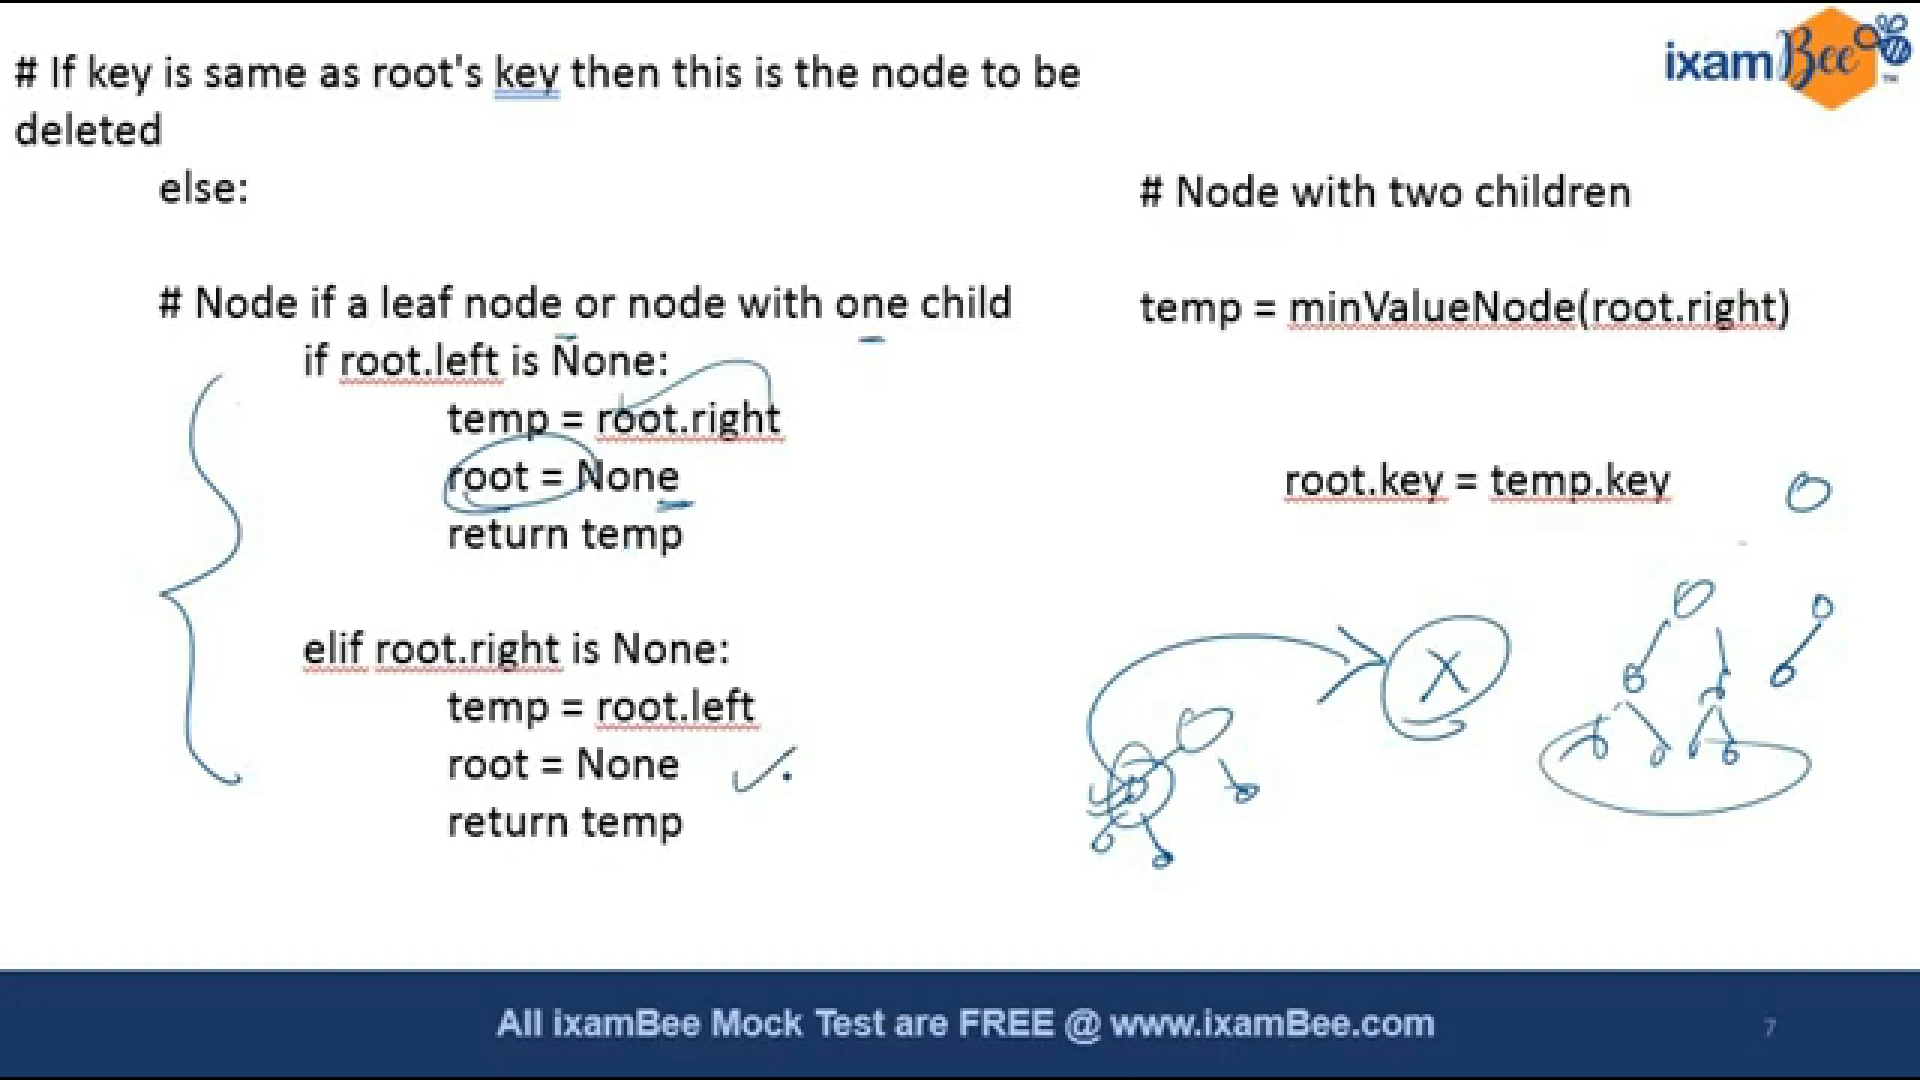 ixamBee™
# If key is same as root's key then this is the node to be
deleted
else:
# Node if a leaf node or node with one child
if root.left is None:
temp = root.right
root = None
return temp
elif root.right is None:
temp = root.left
root = None
return temp
# Node with two children
temp = minValueNode(root.right)
root.key = temp.key
X
All ixamBee Mock Test are FREE @ www.ixamBee.com
7